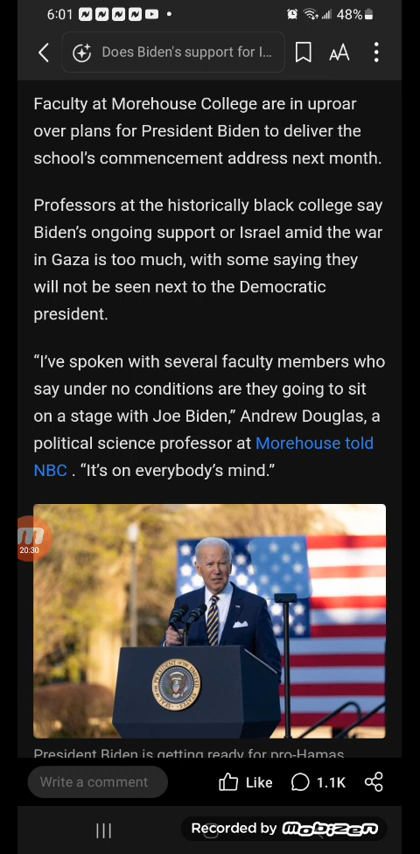 6:01 48%
Does Biden's support for I... AA
Faculty at Morehouse College are in uproar
over plans for President Biden to deliver the
school's commencement address next month.
Professors at the historically black college say
Biden's ongoing support or Israel amid the war
in Gaza is too much, with some saying they
will not be seen next to the Democratic
president.
“I've spoken with several faculty members who
say under no conditions are they going to sit
on a stage with Joe Biden,” Andrew Douglas, a
political science professor at Morehouse told
NBC . “It's on everybody's mind.”
20:30
President Biden is getting ready for pro-Hamas
Write a comment Like 1.1K
Recorded by Mobizen